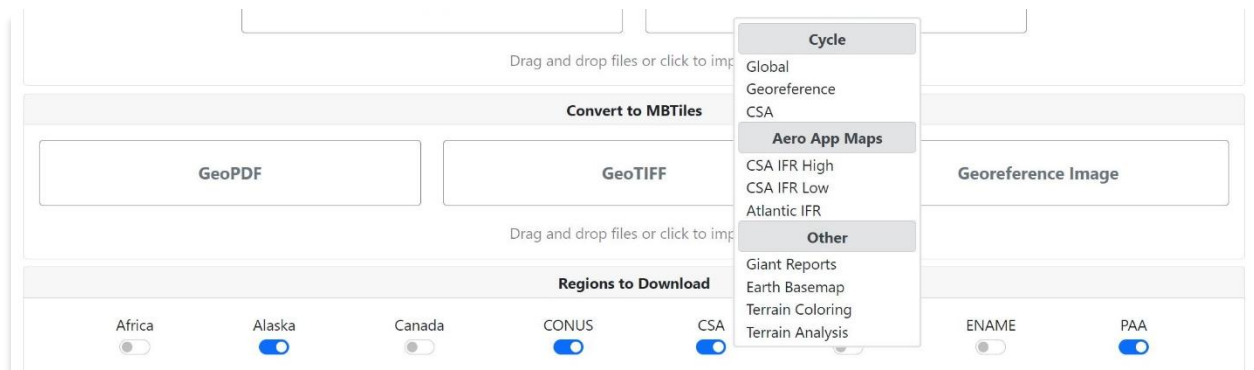 Drag and drop files or click to imp
Convert to MBTiles
GeoPDF
GeoTIFF
Georeference Image
Drag and drop files or click to imp
Regions to Download
Africa
Alaska
Canada
CONUS
CSA
ENAME
PAA
Cycle
Global
Georeference
CSA
Aero App Maps
CSA IFR High
CSA IFR Low
Atlantic IFR
Other
Giant Reports
Earth Basemap
Terrain Coloring
Terrain Analysis